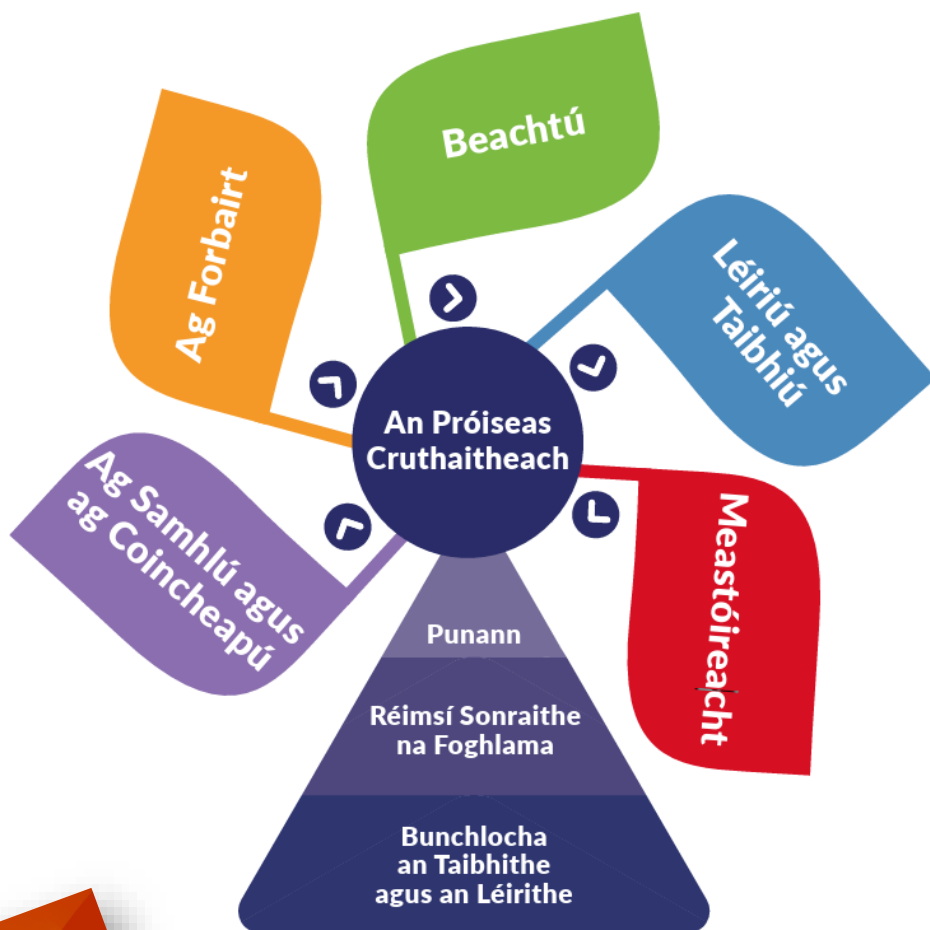 Beachtú
Ag Forbairt
Léiriú agus
Taibhiú
An Próiseas
Cruthaitheach
Ag Samhlú agus
ag Coincheapú
Meastóireacht
Punann
Réimsí Sonraithe
na Foghlama
Bunchlocha
an Taibhithe
agus an Léirithe